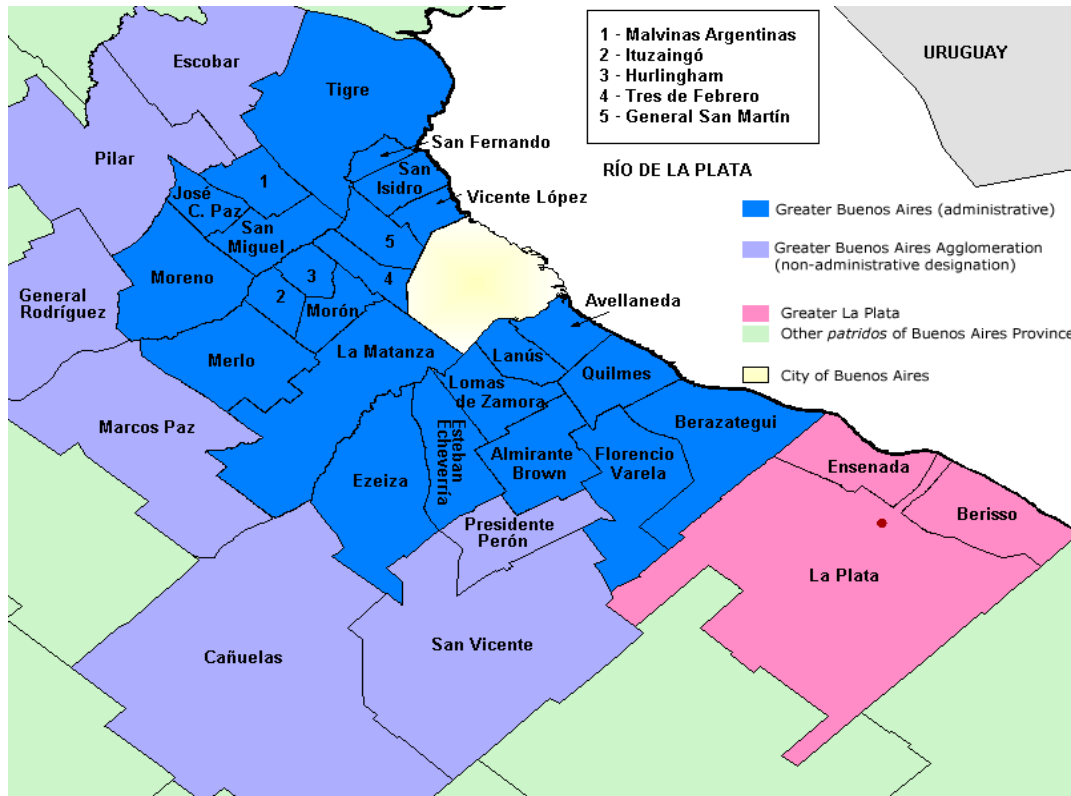 1 - Malvinas Argentinas
2 - Ituzaingó
3 - Hurlingham
4 - Tres de Febrero
5 - General San Martín
URUGUAY
Escobar
Tigre
San Fernando
Pilar
San
Isidro
RÍO DE LA PLATA
1
José
C. Paz
Vicente López
Greater Buenos Aires (administrative)
San
Miguel
5
Greater Buenos Aires Agglomeration
(non-administrative designation)
Moreno
3
4
General
Rodríguez
2
Morón
Avellaneda
Greater La Plata
Other patridos of Buenos Aires Province
La Matanza
Lanús
Merlo
Quilmes
City of Buenos Aires
Lomas
de Zamora
Marcos Paz
Berazategui
Esteban
Echeverría
Almirante
Brown
Florencio
Varela
Ezeiza
Ensenada
Berisso
Presidente
Perón
La Plata
San Vicente
Cañuelas